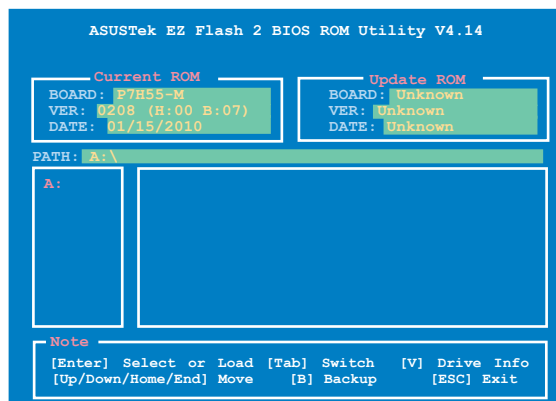 ASUSTek EZ Flash 2 BIOS ROM Utility V4.14
Current ROM
BOARD: P7H55-M
VER: 0208 (H:00 B:07)
DATE: 01/15/2010
Update ROM
BOARD: Unknown
VER: Unknown
DATE: Unknown
PATH: A:\
A:
Note
[Enter] Select or Load [Tab] Switch [V] Drive Info
[Up/Down/Home/End] Move [B] Backup [ESC] Exit